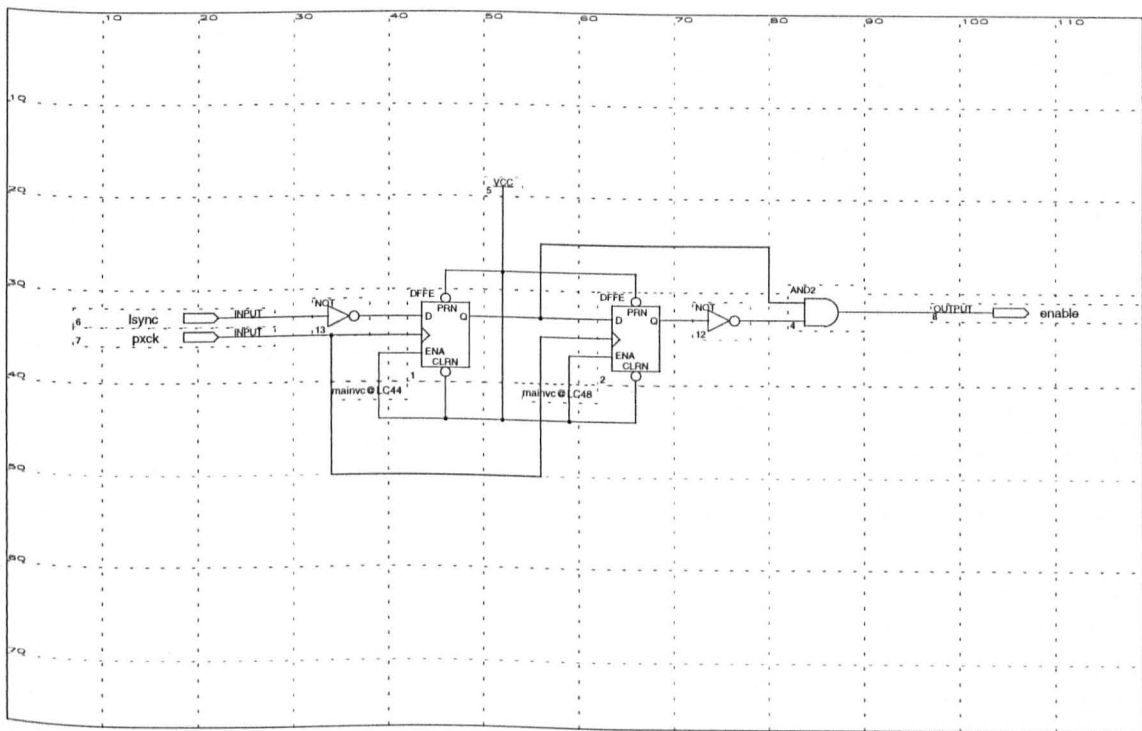 10 20 30 40 50 60 70 80 90 100 110
10
20
5 VCC
30
DFFE DFFE AND2
NOT PRN PRN
6 lsync INPUT 13 D Q D Q NOT 12 4 OUTPUT 8 enable
7 pxck INPUT
ENA ENA
CLRN CLRN
40
mainvc@LC44 1 mainvc@LC48 2
50
60
70